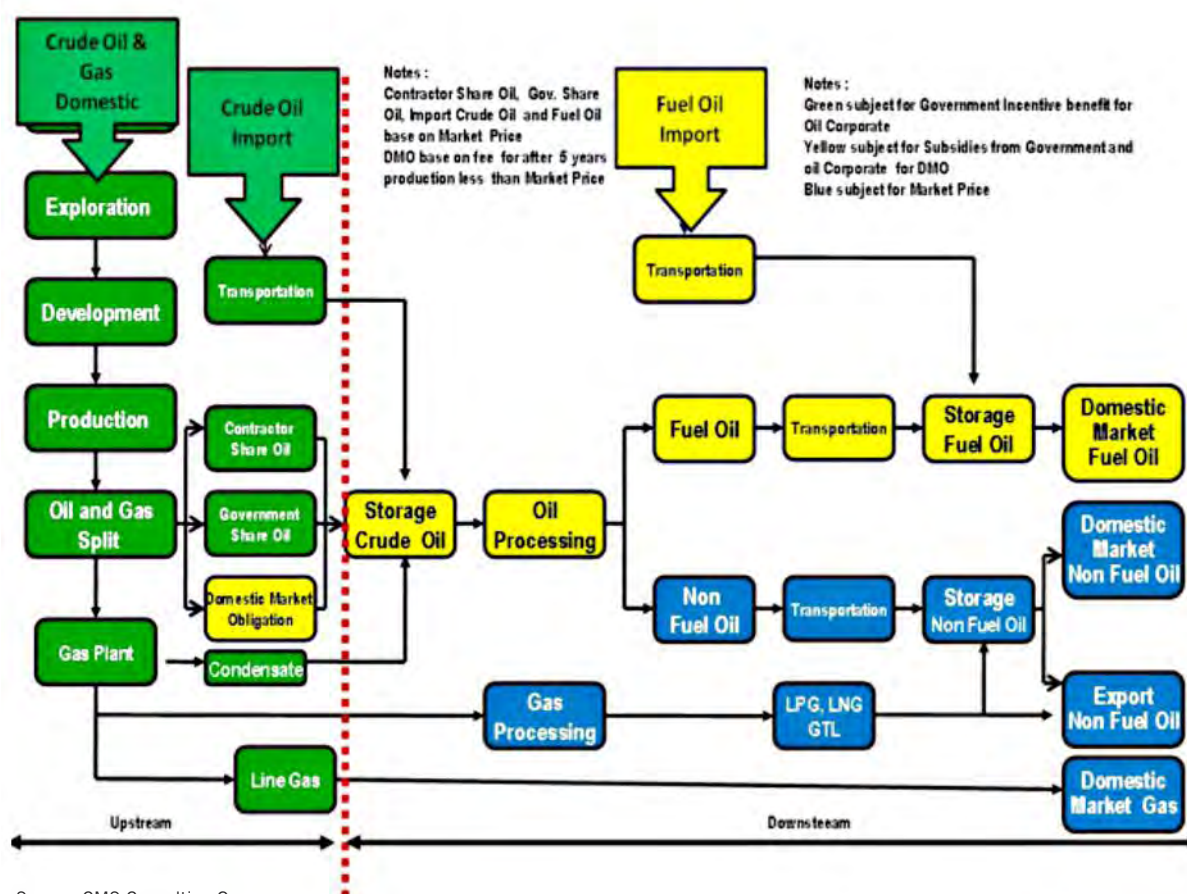 Crude Oil &
Gas
Domestic
Crude Oil
Import
Notes :
Contractor Share Oil, Gov. Share
Oil, Import Crude Oil and Fuel Oil
base on Market Price
DMO base on fee for after 5 years
production less than Market Price
Fuel Oil
Import
Notes :
Green subject for Government Incentive benefit for
Oil Corporate
Yellow subject for Subsidies from Government and
oil Corporate for DMO
Blue subject for Market Price
Exploration
Transportation
Transportation
Development
Production
Contractor
Share Oil
Fuel Oil
Transportation
Storage
Fuel Oil
Domestic
Market
Fuel Oil
Oil and Gas
Split
Government
Share Oil
Storage
Crude Oil
Oil
Processing
Domestic
Market
Non Fuel Oil
Domestic Market
Obligation
Non
Fuel Oil
Transportation
Storage
Non Fuel Oil
Gas Plant
Condensate
Gas
Processing
LPG, LNG
GTL
Export
Non Fuel Oil
Line Gas
Domestic
Market Gas
Upstream
Downsteeam